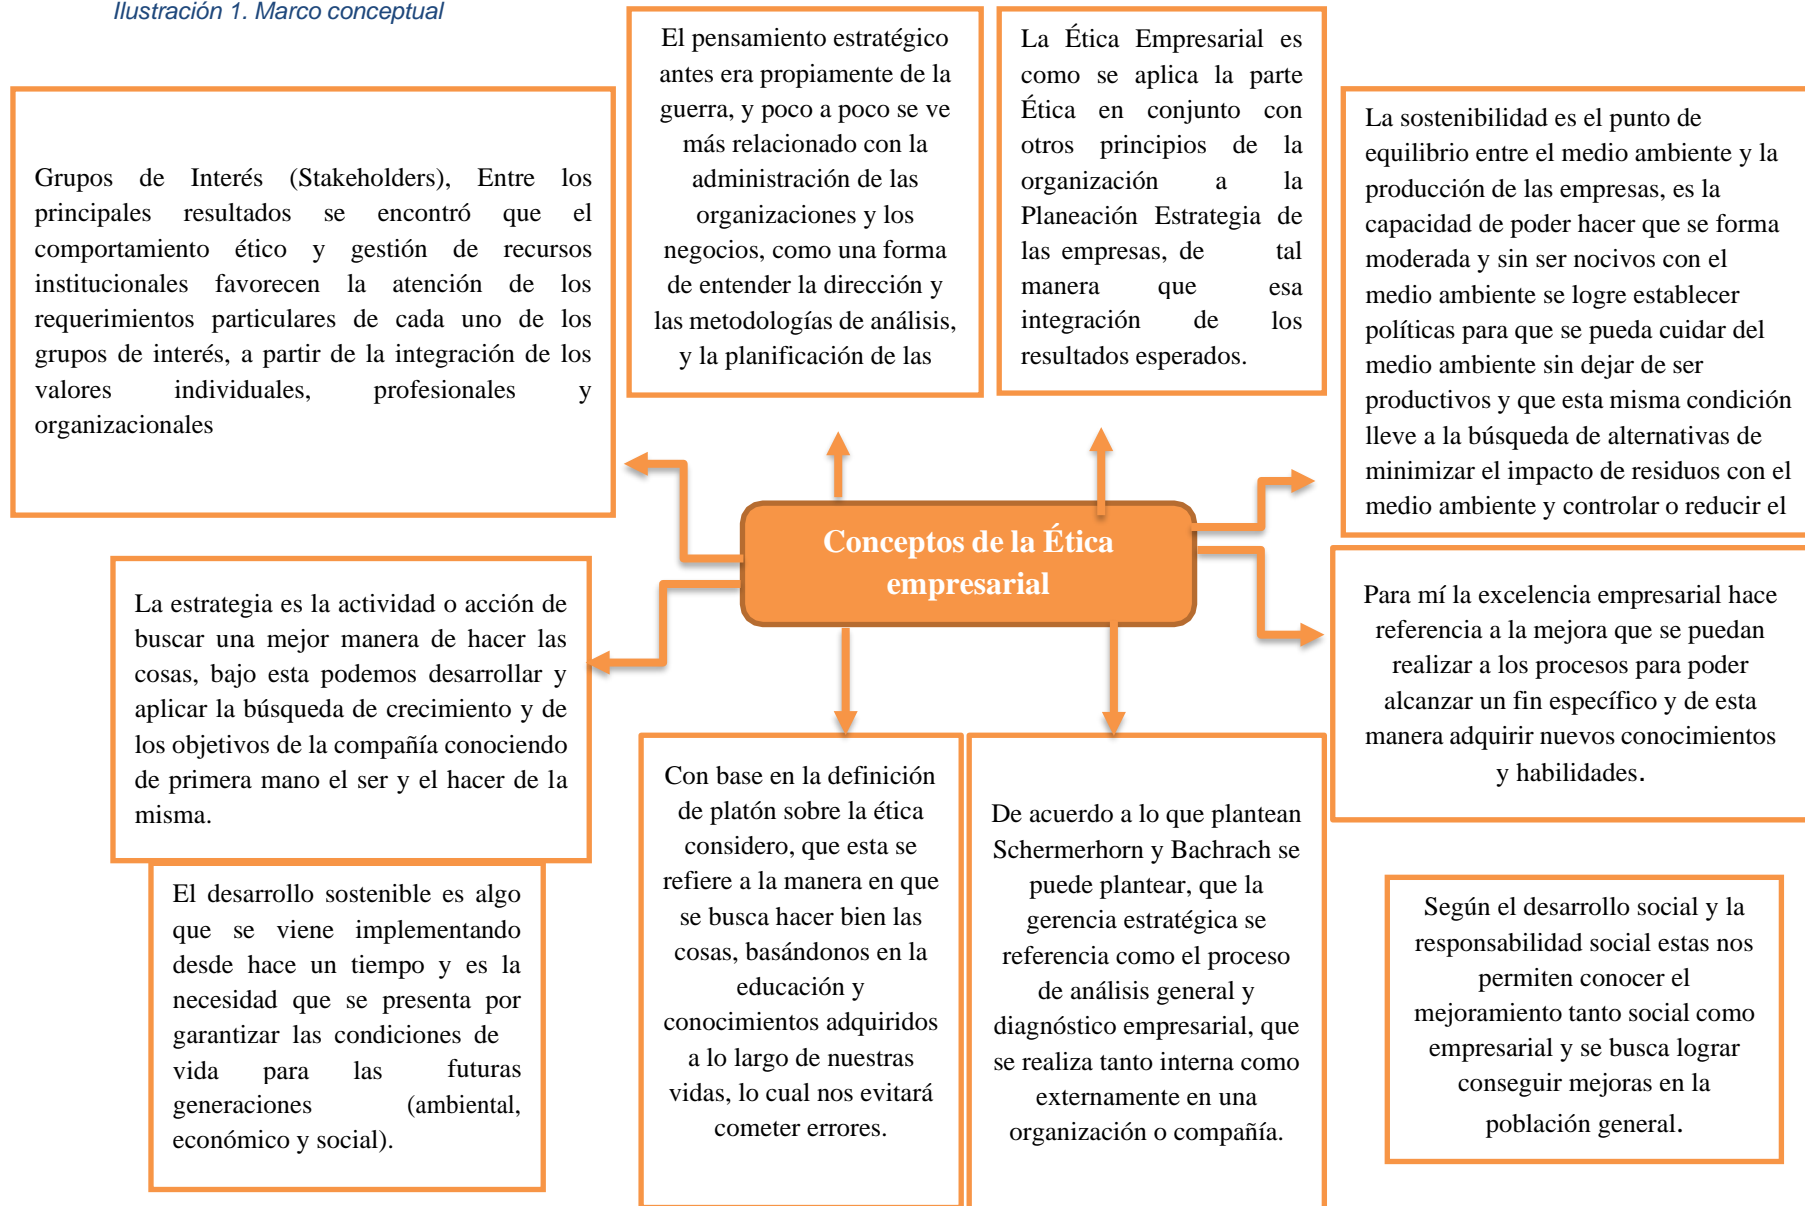 Ilustración 1. Marco conceptual
El pensamiento estratégico
antes era propiamente de la
guerra, y poco a poco se ve
más relacionado con la
administración de las
organizaciones y los
negocios, como una forma
de entender la dirección y
las metodologías de análisis,
y la planificación de las
La Ética Empresarial es
como se aplica la parte
Ética en conjunto con
otros principios de la
organización a la
Planeación Estrategia de
las empresas, de tal
manera que esa
integración de los
resultados esperados.
Grupos de Interés (Stakeholders), Entre los
principales resultados se encontró que el
comportamiento ético y gestión de recursos
institucionales favorecen la atención de los
requerimientos particulares de cada uno de los
grupos de interés, a partir de la integración de los
valores individuales, profesionales y
organizacionales
La sostenibilidad es el punto de
equilibrio entre el medio ambiente y la
producción de las empresas, es la
capacidad de poder hacer que se forma
moderada y sin ser nocivos con el
medio ambiente se logre establecer
políticas para que se pueda cuidar del
medio ambiente sin dejar de ser
productivos y que esta misma condición
lleve a la búsqueda de alternativas de
minimizar el impacto de residuos con el
medio ambiente y controlar o reducir el
Conceptos de la Ética
empresarial
La estrategia es la actividad o acción de
buscar una mejor manera de hacer las
cosas, bajo esta podemos desarrollar y
aplicar la búsqueda de crecimiento y de
los objetivos de la compañía conociendo
de primera mano el ser y el hacer de la
misma.
Para mí la excelencia empresarial hace
referencia a la mejora que se puedan
realizar a los procesos para poder
alcanzar un fin específico y de esta
manera adquirir nuevos conocimientos
y habilidades.
El desarrollo sostenible es algo
que se viene implementando
desde hace un tiempo y es la
necesidad que se presenta por
garantizar las condiciones de
vida para las futuras
generaciones (ambiental,
económico y social).
Con base en la definición
de platón sobre la ética
considero, que esta se
refiere a la manera en que
se busca hacer bien las
cosas, basándonos en la
educación y
conocimientos adquiridos
a lo largo de nuestras
vidas, lo cual nos evitará
cometer errores.
De acuerdo a lo que plantean
Schermerhorn y Bachrach se
puede plantear, que la
gerencia estratégica se
referencia como el proceso
de análisis general y
diagnóstico empresarial, que
se realiza tanto interna como
externamente en una
organización o compañía.
Según el desarrollo social y la
responsabilidad social estas nos
permiten conocer el
mejoramiento tanto social como
empresarial y se busca lograr
conseguir mejoras en la
población general.